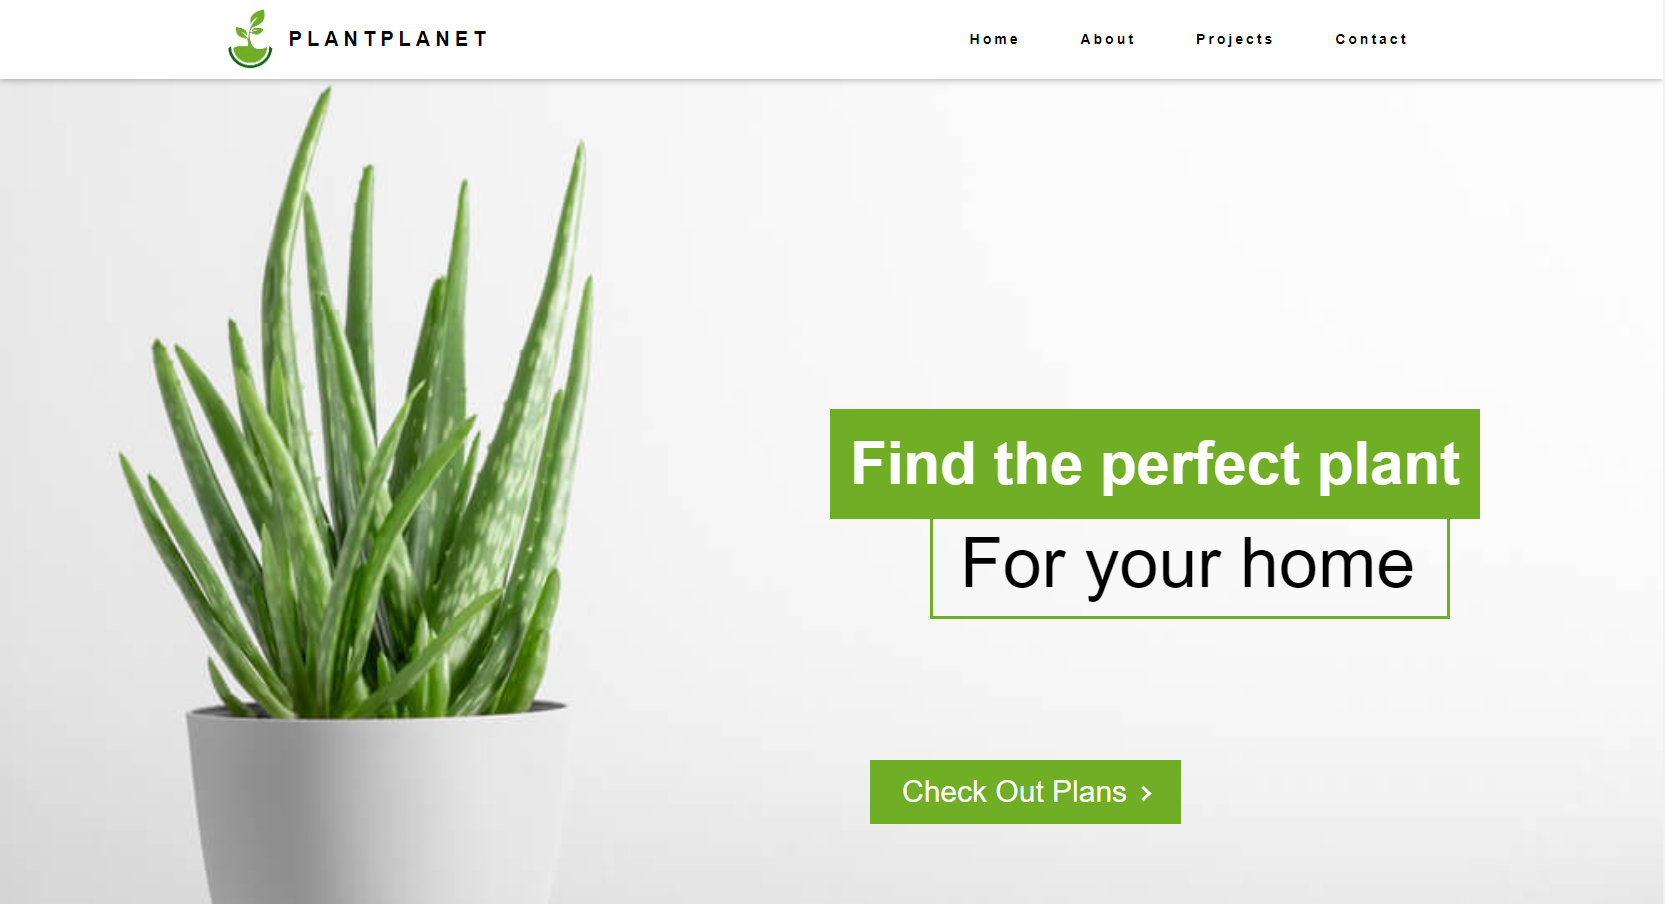 PLANTPLANET
Home About Projects Contact
Find the perfect plant
For your home
Check Out Plans